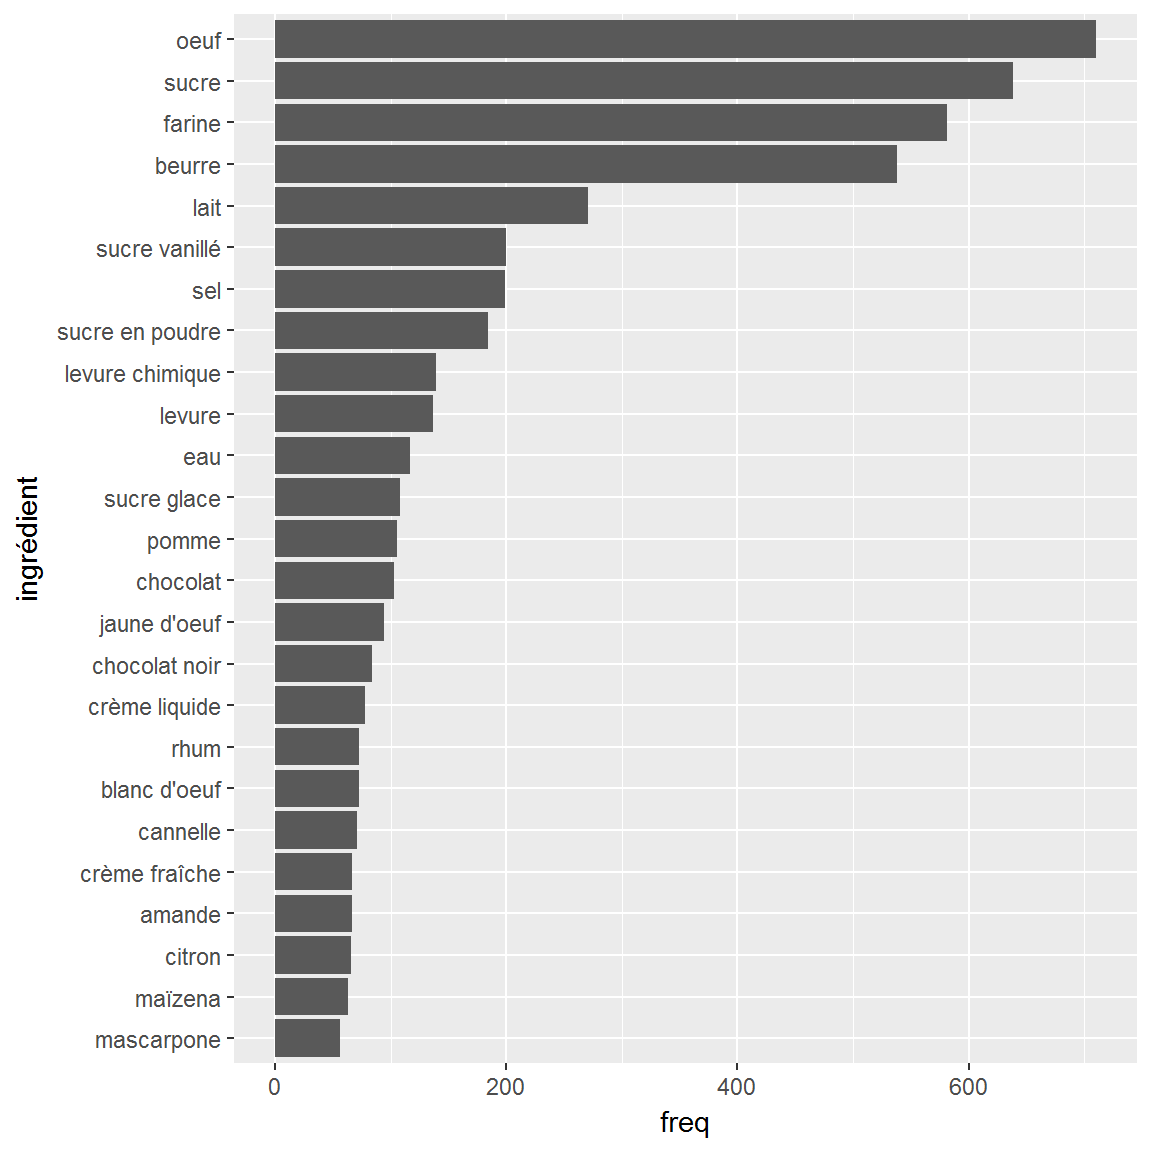 oeuf
sucre
farine
beurre
lait
sucre vanillé
sel
sucre en poudre
levure chimique
levure
eau
sucre glace
pomme
chocolat
jaune d'oeuf
chocolat noir
crème liquide
rhum
blanc d'oeuf
cannelle
crème fraîche
amande
citron
maïzena
mascarpone
ingrédient
0 200 400 600
freq